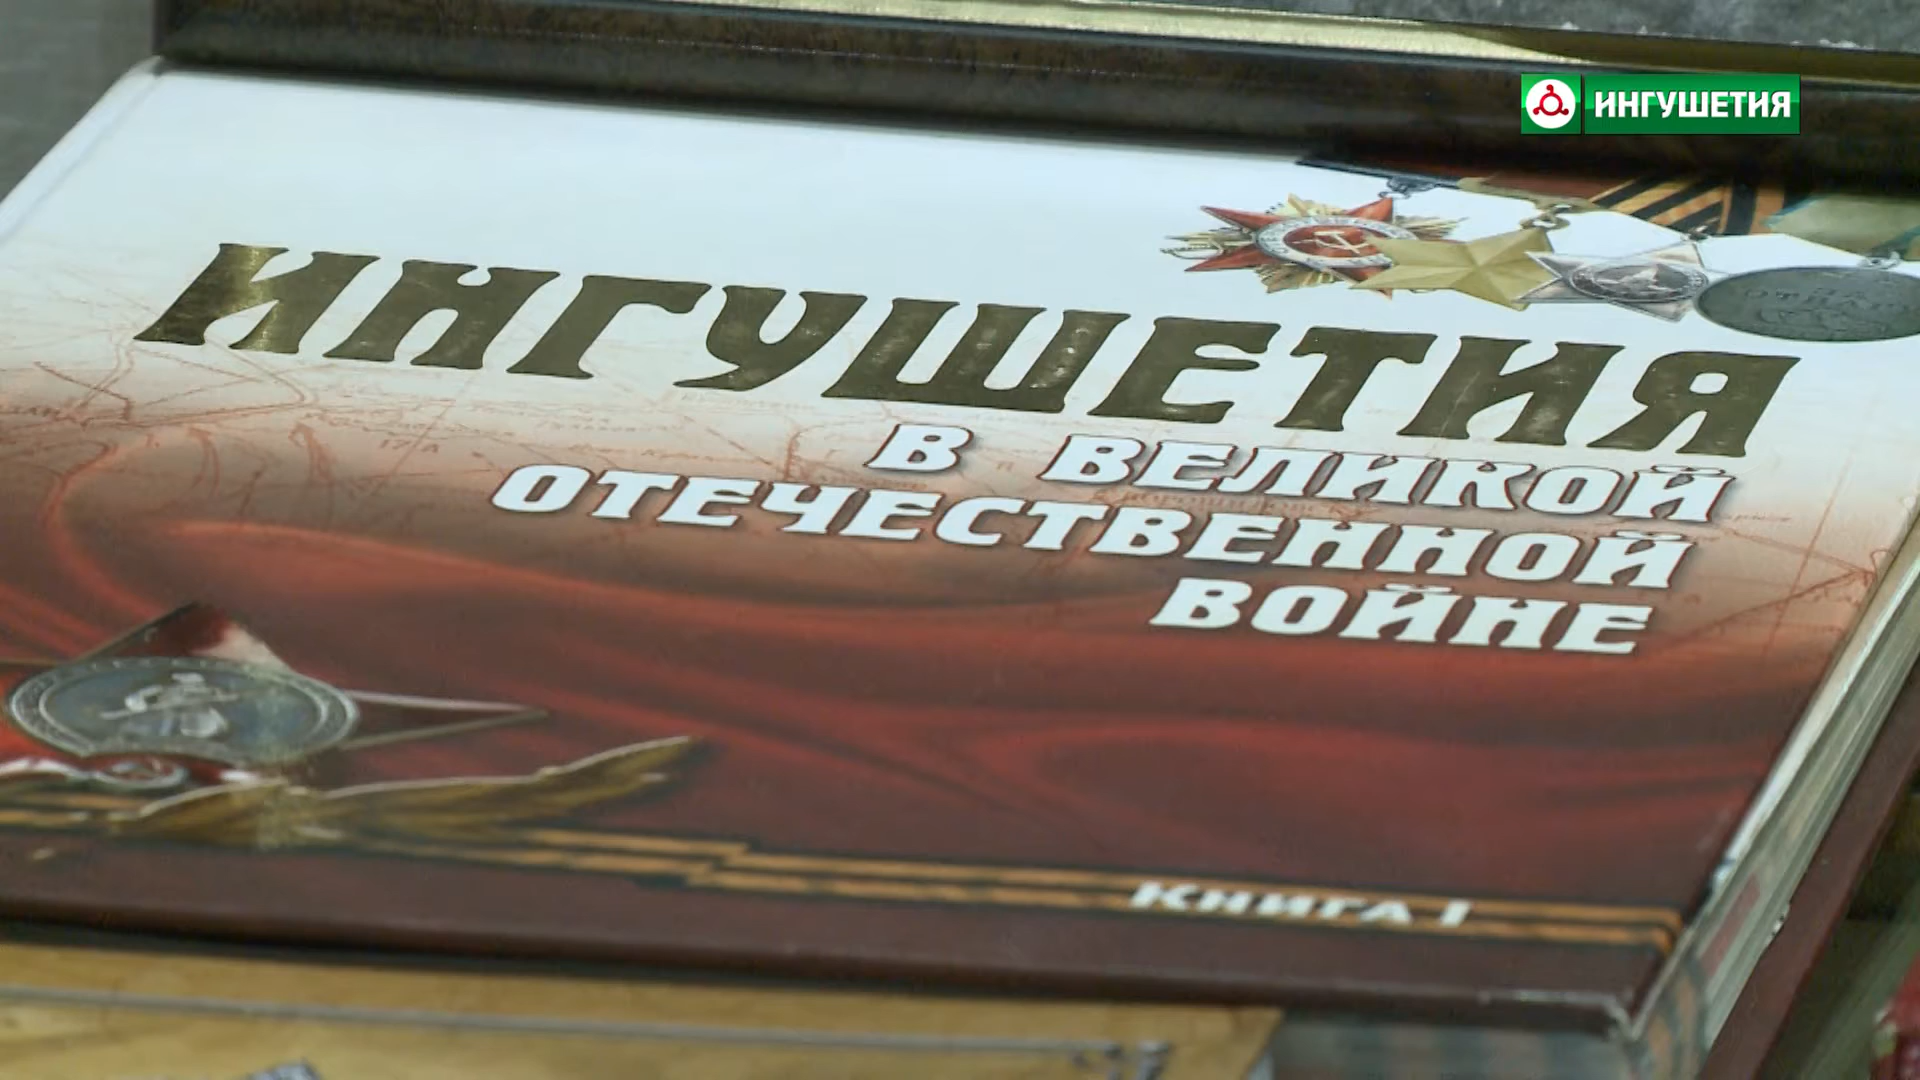 ИНГУШЕТИЯ
ИНГУШЕТИЯ
В ВЕЛИКОЙ
ОТЕЧЕСТВЕННОЙ
ВОЙНЕ
КНИГА I